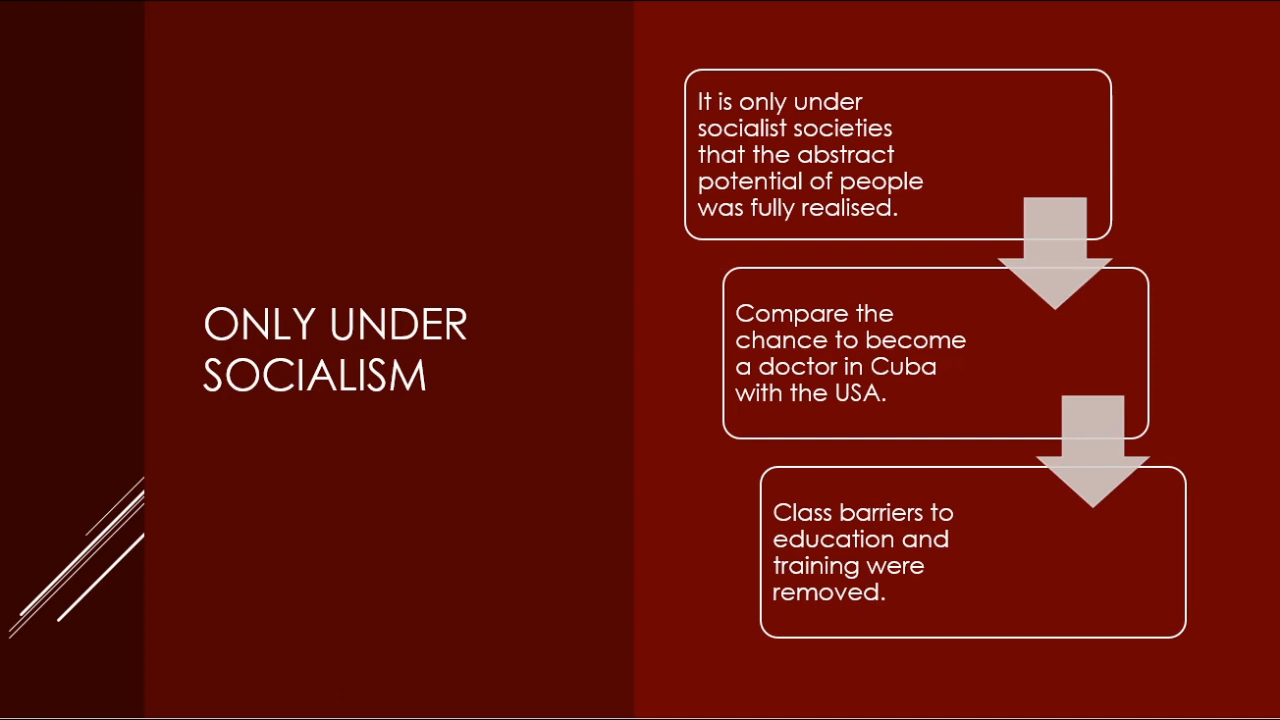 ONLY UNDER
SOCIALISM
It is only under
socialist societies
that the abstract
potential of people
was fully realised.
Compare the
chance to become
a doctor in Cuba
with the USA.
Class barriers to
education and
training were
removed.